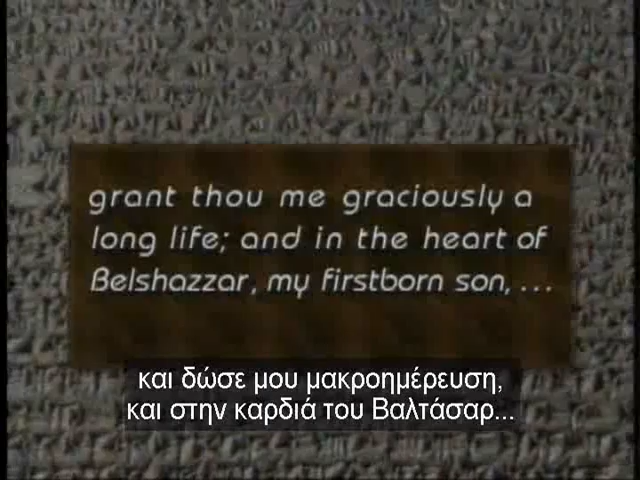 grant thou me graciously a
long life; and in the heart of
Belshazzar, my firstborn son, ...
και δώσε μου μακροημέρευση,
και στην καρδιά του Βαλτάσαρ...